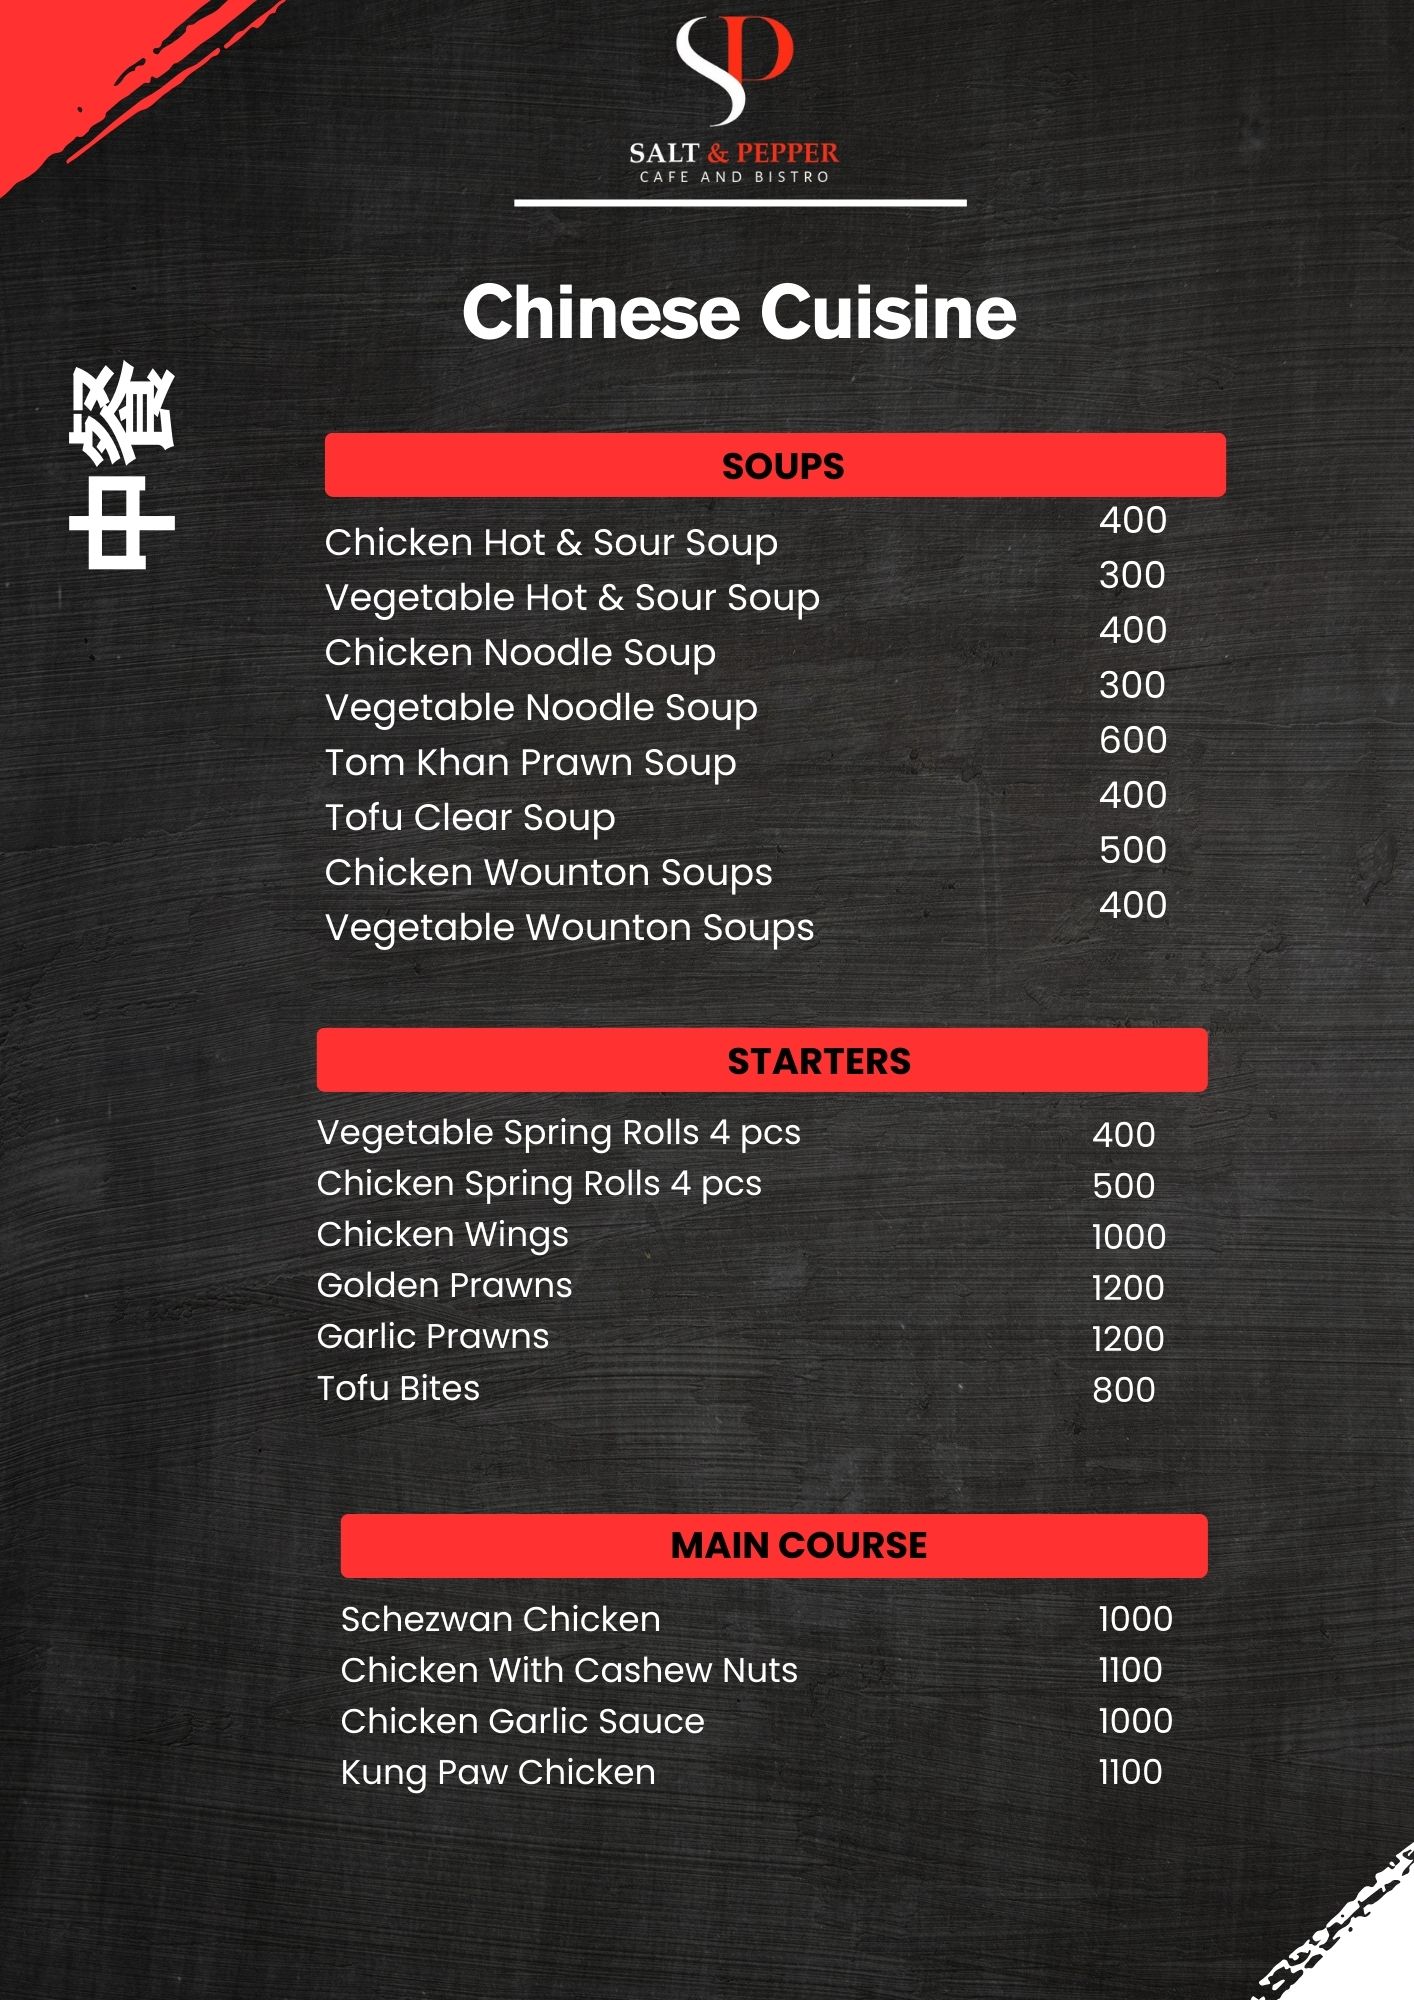 SP
SALT & PEPPER
CAFE AND BISTRO
Chinese Cuisine
中餐
SOUPS
Chicken Hot & Sour Soup 400
Vegetable Hot & Sour Soup 300
Chicken Noodle Soup 400
Vegetable Noodle Soup 300
Tom Khan Prawn Soup 600
Tofu Clear Soup 400
Chicken Wounton Soups 500
Vegetable Wounton Soups 400
STARTERS
Vegetable Spring Rolls 4 pcs 400
Chicken Spring Rolls 4 pcs 500
Chicken Wings 1000
Golden Prawns 1200
Garlic Prawns 1200
Tofu Bites 800
MAIN COURSE
Schezwan Chicken 1000
Chicken With Cashew Nuts 1100
Chicken Garlic Sauce 1000
Kung Paw Chicken 1100